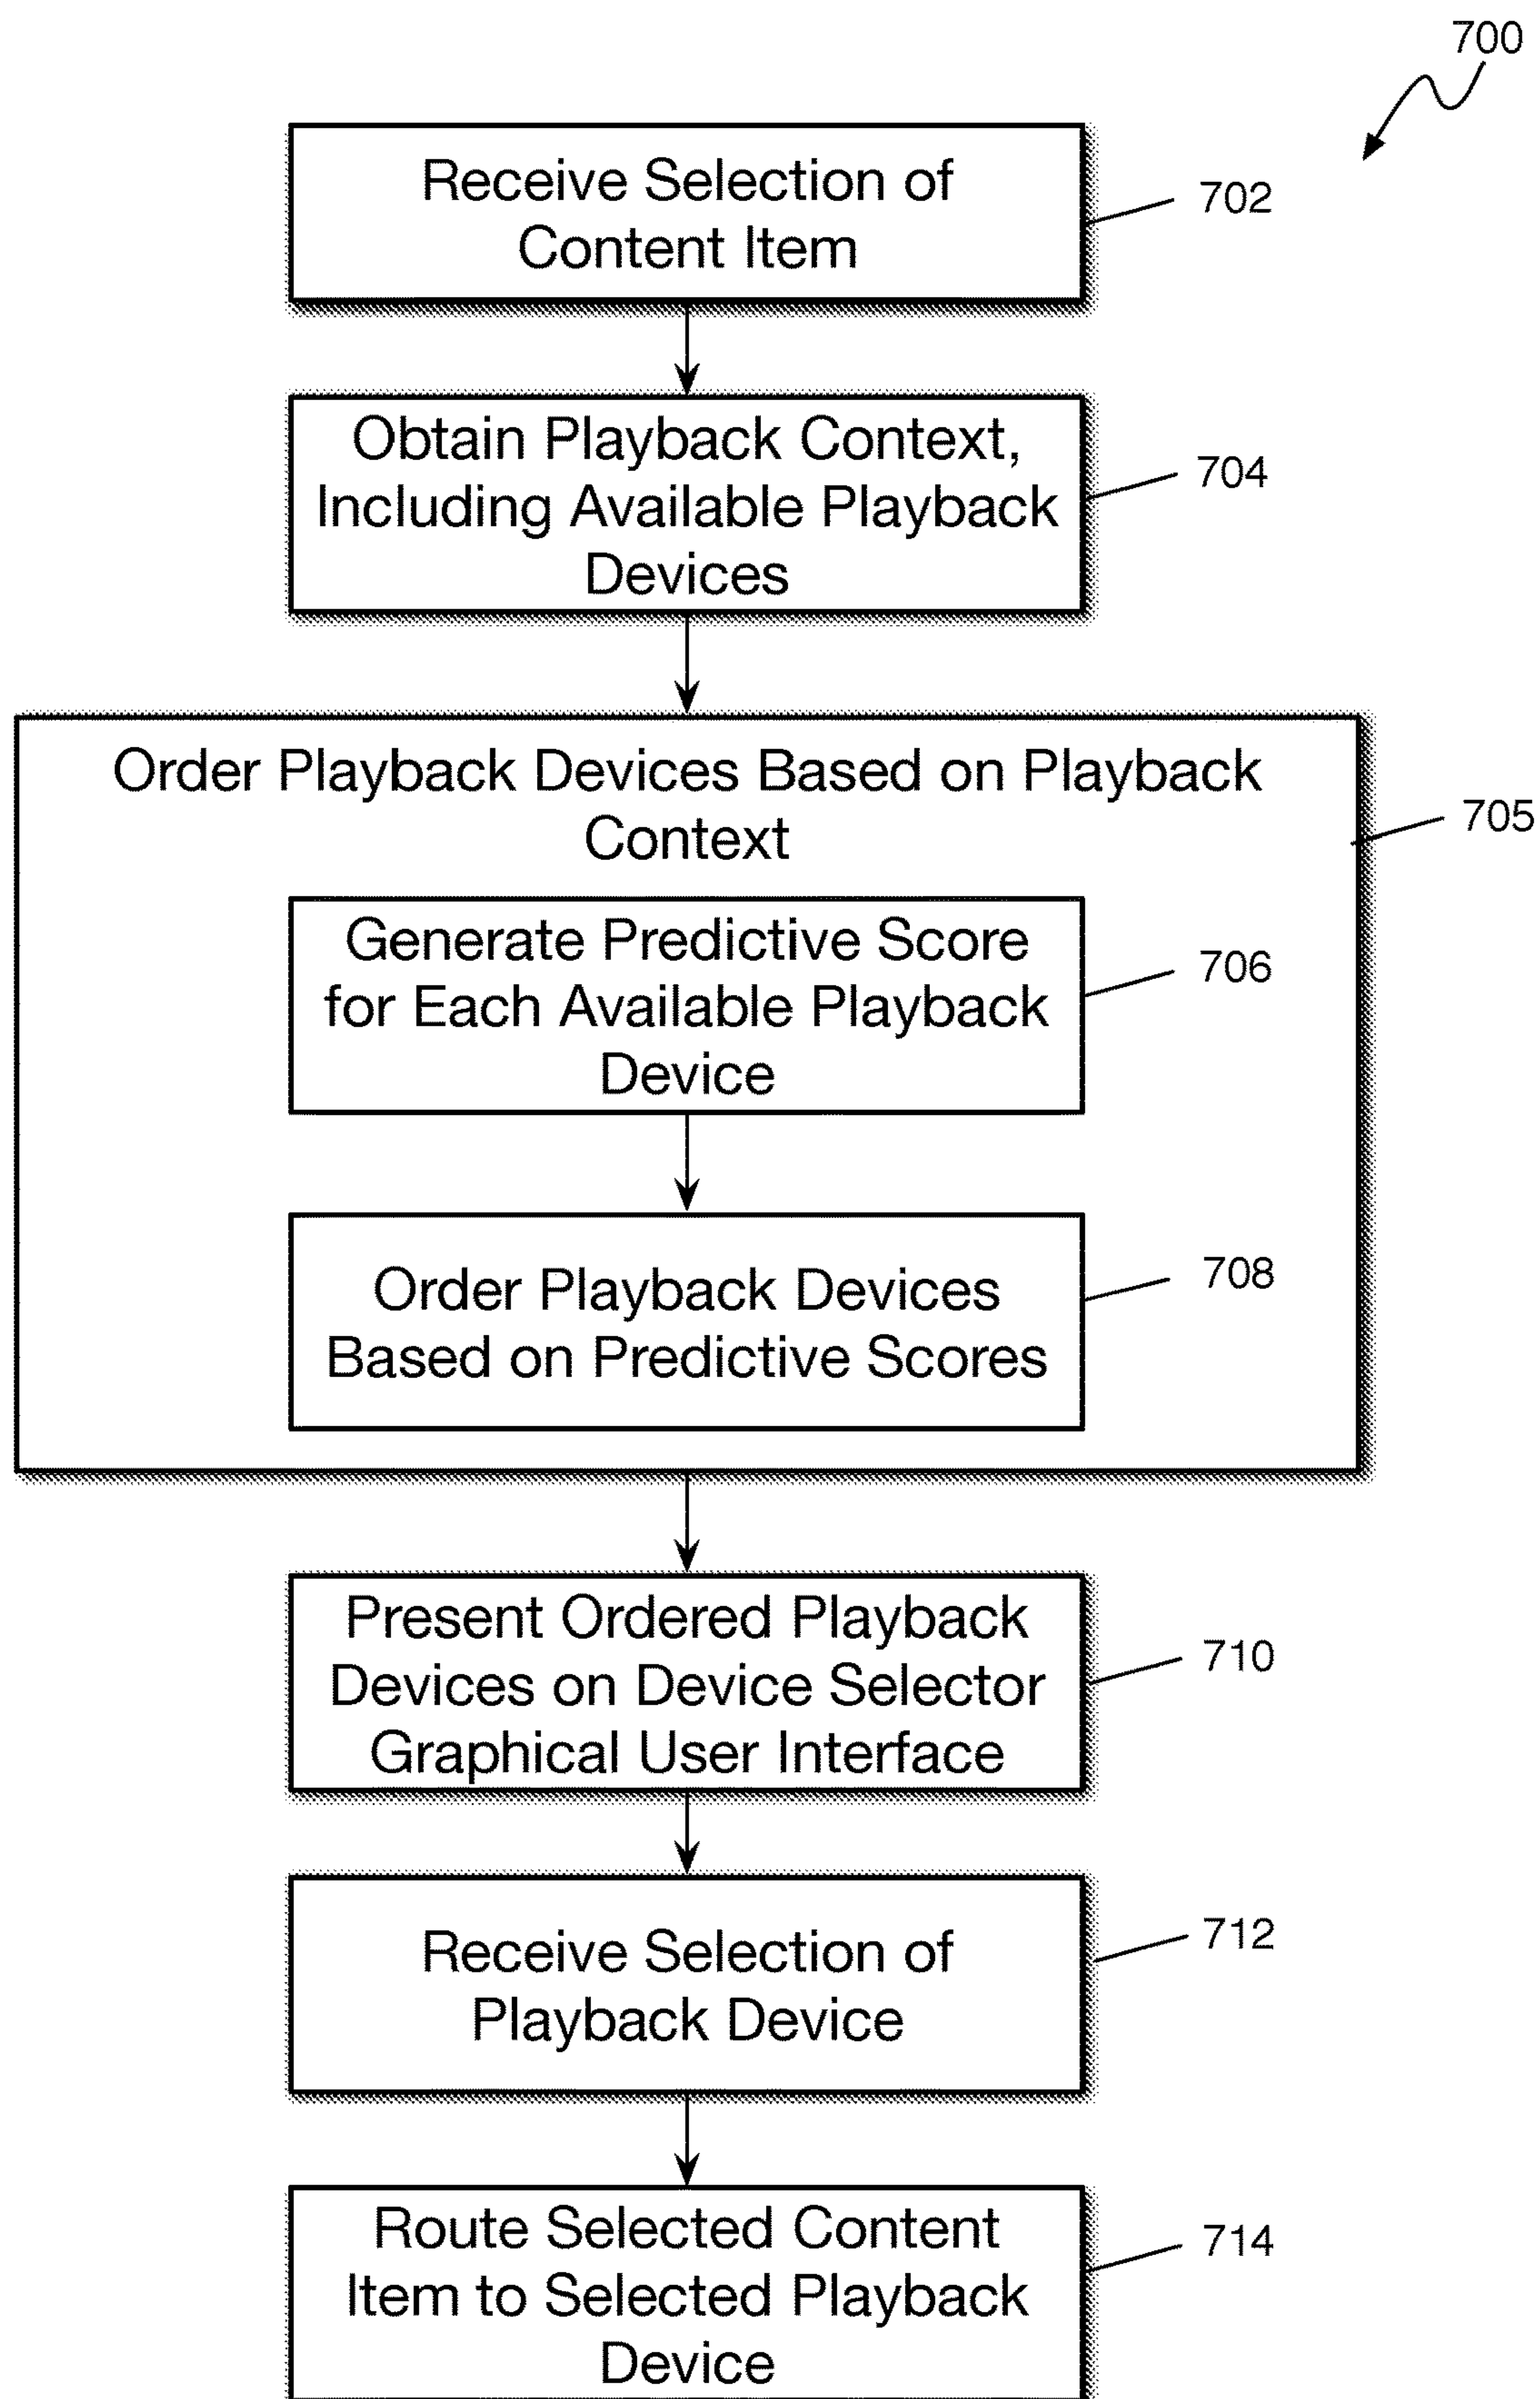 700
Receive Selection of
Content Item
702
Obtain Playback Context,
Including Available Playback
Devices
704
Order Playback Devices Based on Playback
Context
705
Generate Predictive Score
for Each Available Playback
Device
706
Order Playback Devices
Based on Predictive Scores
708
Present Ordered Playback
Devices on Device Selector
Graphical User Interface
710
Receive Selection of
Playback Device
712
Route Selected Content
Item to Selected Playback
Device
714